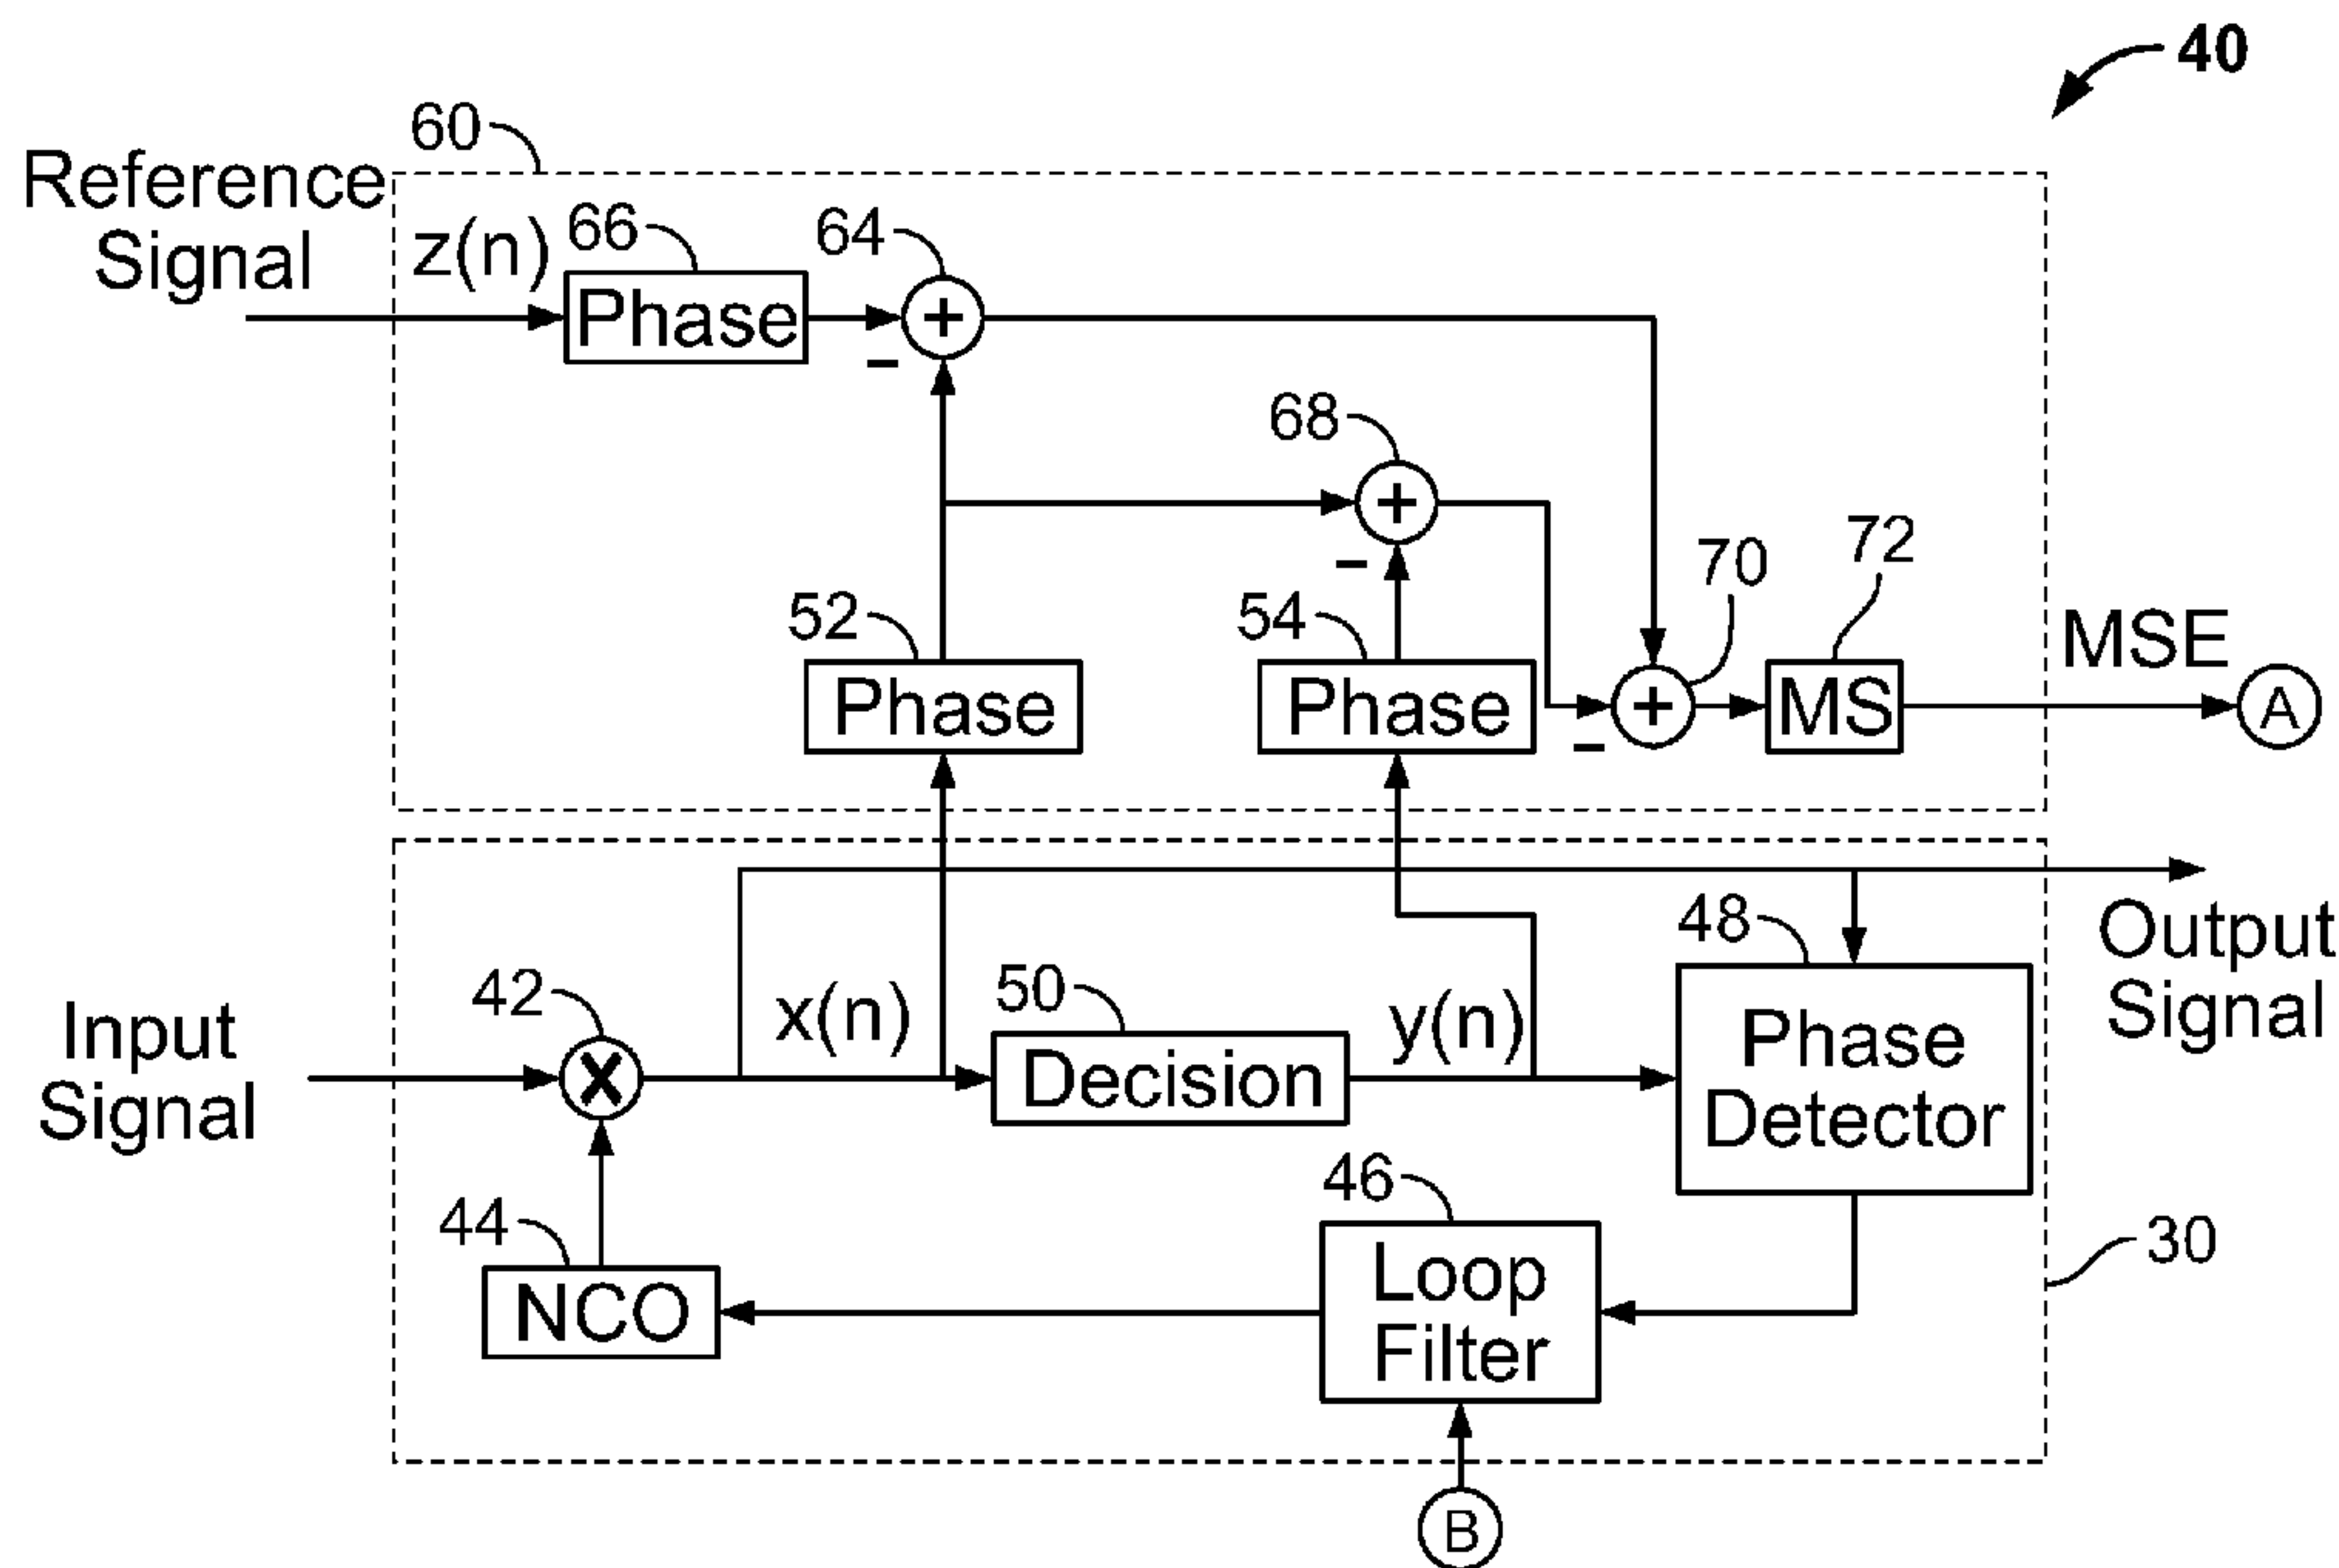 40
60
Reference
Signal
z(n)
66
64
Phase
+
-
68
+
-
70
72
52
54
MSE
Phase
Phase
+
-
MS
A
48
Output
Signal
42
x(n)
50
y(n)
Input
Signal
X
Decision
Phase
Detector
46
44
30
NCO
Loop
Filter
B